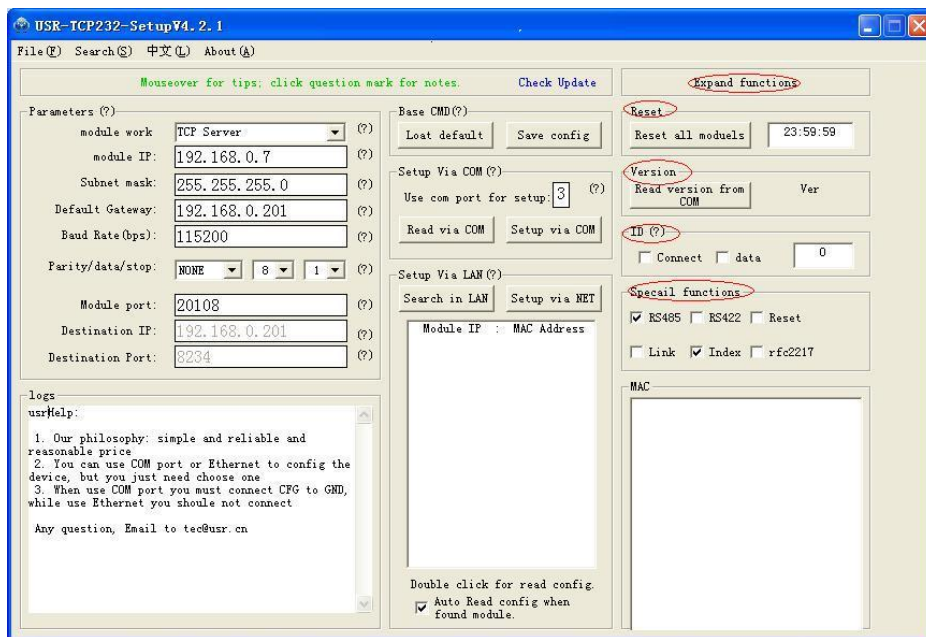 USR-TCP232-SetupV4.2.1
File(F) Search(S) 中文(L) About(A)
Mouseover for tips; click question mark for notes. Check Update
Parameters (?)
module work TCP Server (?)
module IP: 192.168.0.7 (?)
Subnet mask: 255.255.255.0 (?)
Default Gateway: 192.168.0.201 (?)
Baud Rate(bps): 115200 (?)
Parity/data/stop: NONE 8 1 (?)
Module port: 20108 (?)
Destination IP: 192.168.0.201 (?)
Destination Port: 8234 (?)
logs
usrHelp:
1. Our philosophy: simple and reliable and
reasonable price
2. You can use COM port or Ethernet to config the
device, but you just need choose one
3. When use COM port you must connect CFG to GND,
while use Ethernet you shoule not connect
Any question, Email to tec@usr.cn
Base CMD(?)
Loat default Save config
Setup Via COM (?)
Use com port for setup: 3 (?)
Read via COM Setup via COM
Setup Via LAN(?)
Search in LAN Setup via NET
Module IP : MAC Address
Double click for read config.
Auto Read config when
found module.
Expand functions
Reset
Reset all moduels 23:59:59
Version
Read version from
COM Ver
ID (?)
Connect data 0
Specail functions
RS485 RS422 Reset
Link Index rfc2217
MAC